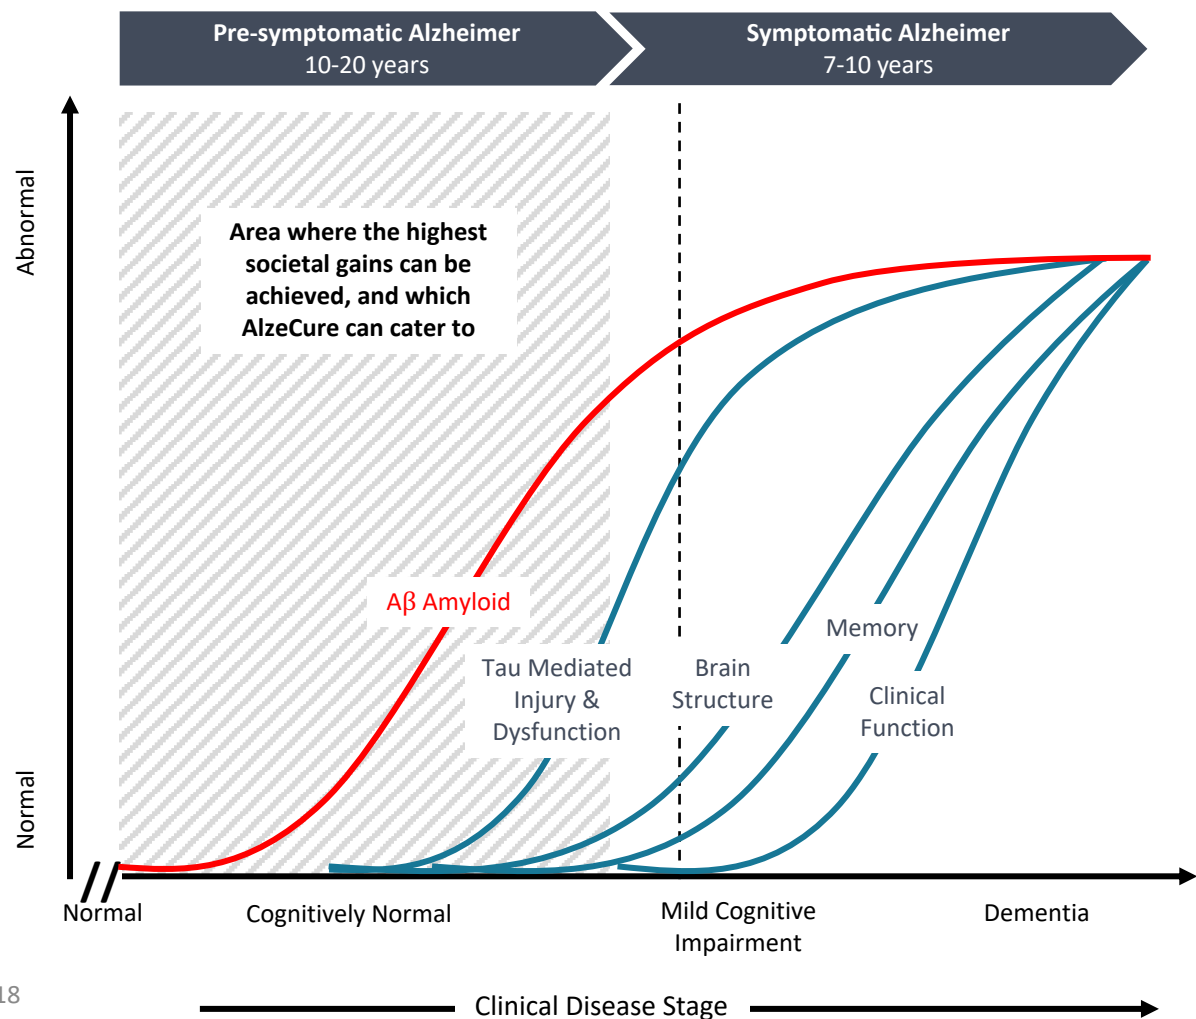 Pre-symptomatic Alzheimer
10-20 years
Symptomatic Alzheimer
7-10 years
Abnormal
Normal
Area where the highest
societal gains can be
achieved, and which
AlzeCure can cater to
Aβ Amyloid
Tau Mediated
Injury &
Dysfunction
Brain
Structure
Memory
Clinical
Function
Normal
Cognitively Normal
Mild Cognitive
Impairment
Dementia
18
Clinical Disease Stage